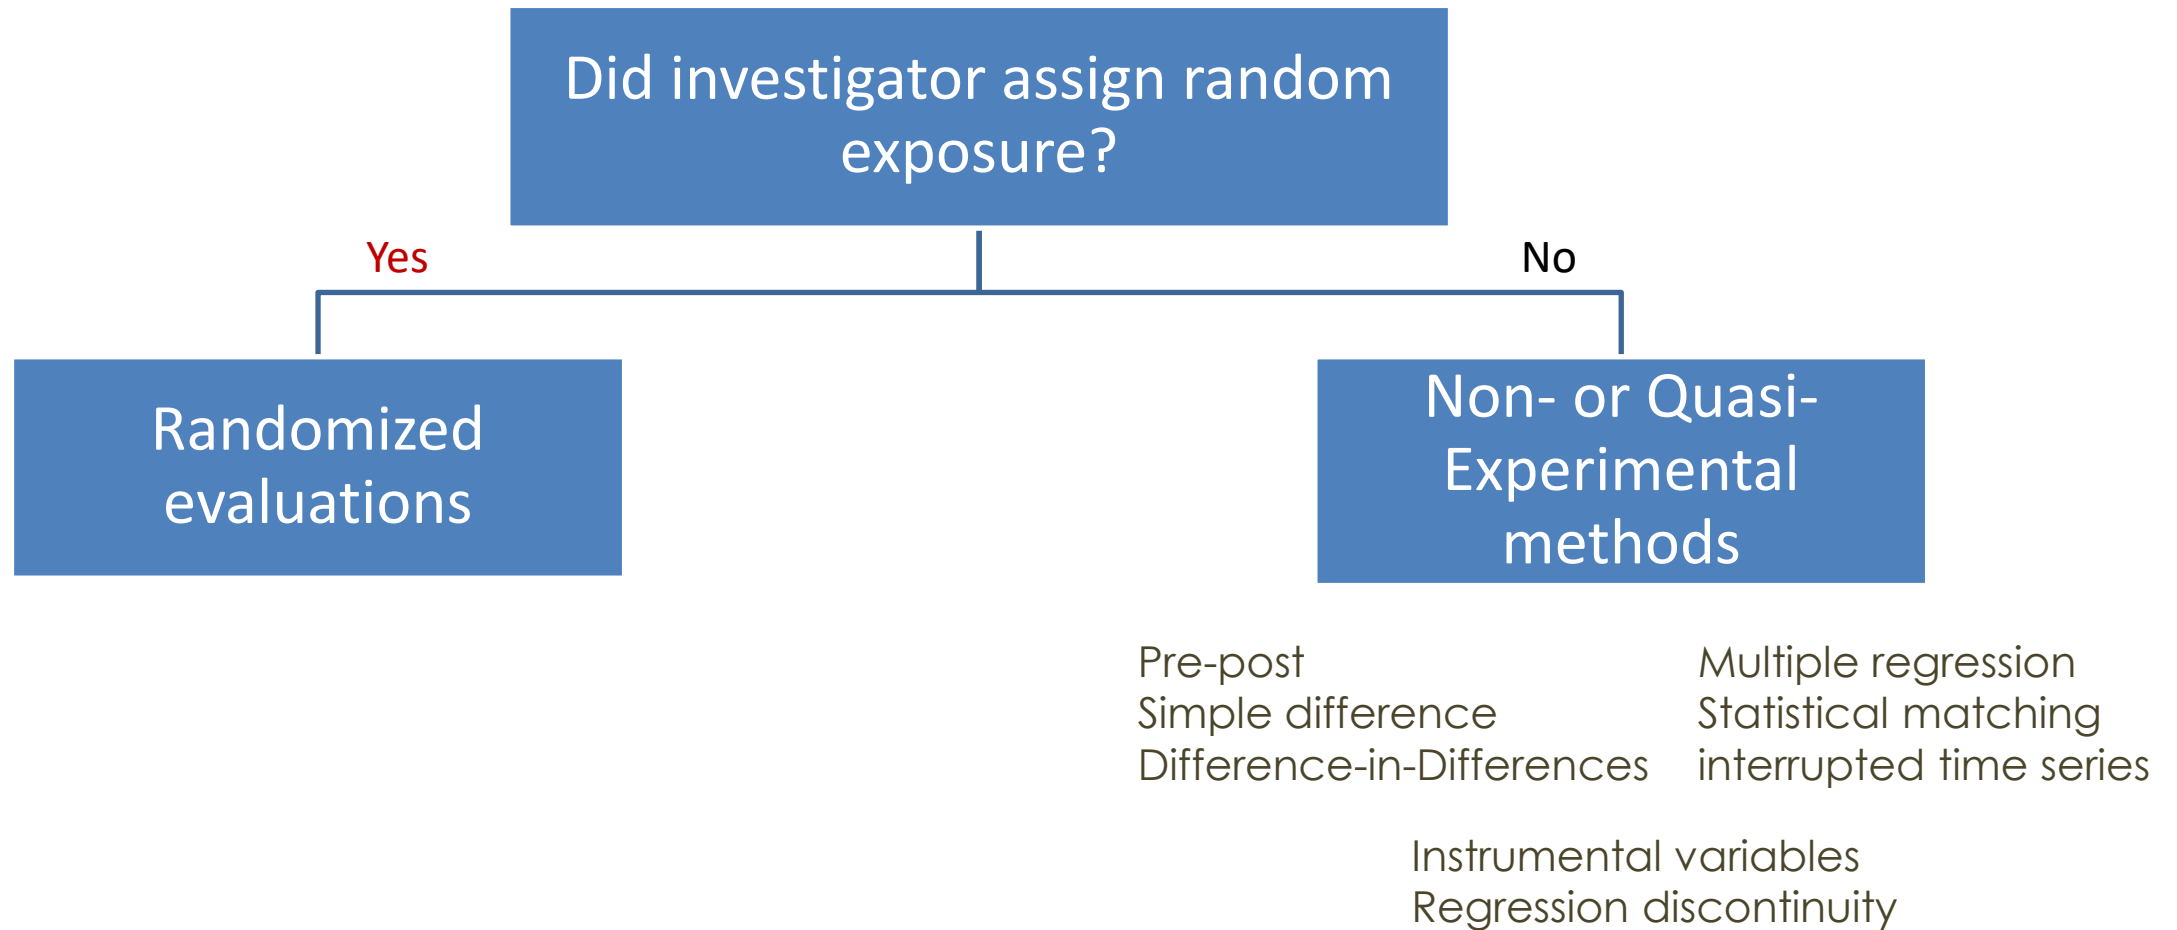 Did investigator assign random
exposure?
Yes
No
Randomized
evaluations
Non- or Quasi-
Experimental
methods
Pre-post
Simple difference
Difference-in-Differences
Multiple regression
Statistical matching
interrupted time series
Instrumental variables
Regression discontinuity